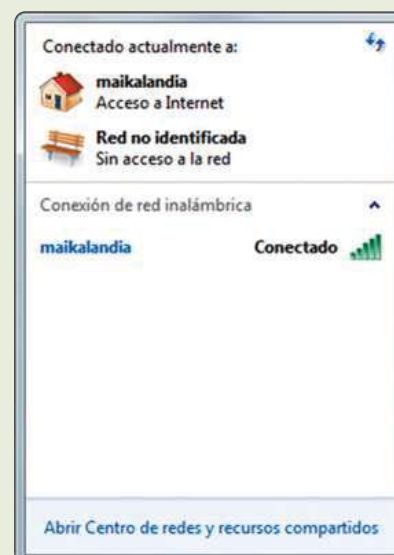 Conectado actualmente a:
maikalandia
Acceso a Internet
Red no identificada
Sin acceso a la red
Conexión de red inalámbrica
maikalandia Conectado
Abrir Centro de redes y recursos compartidos